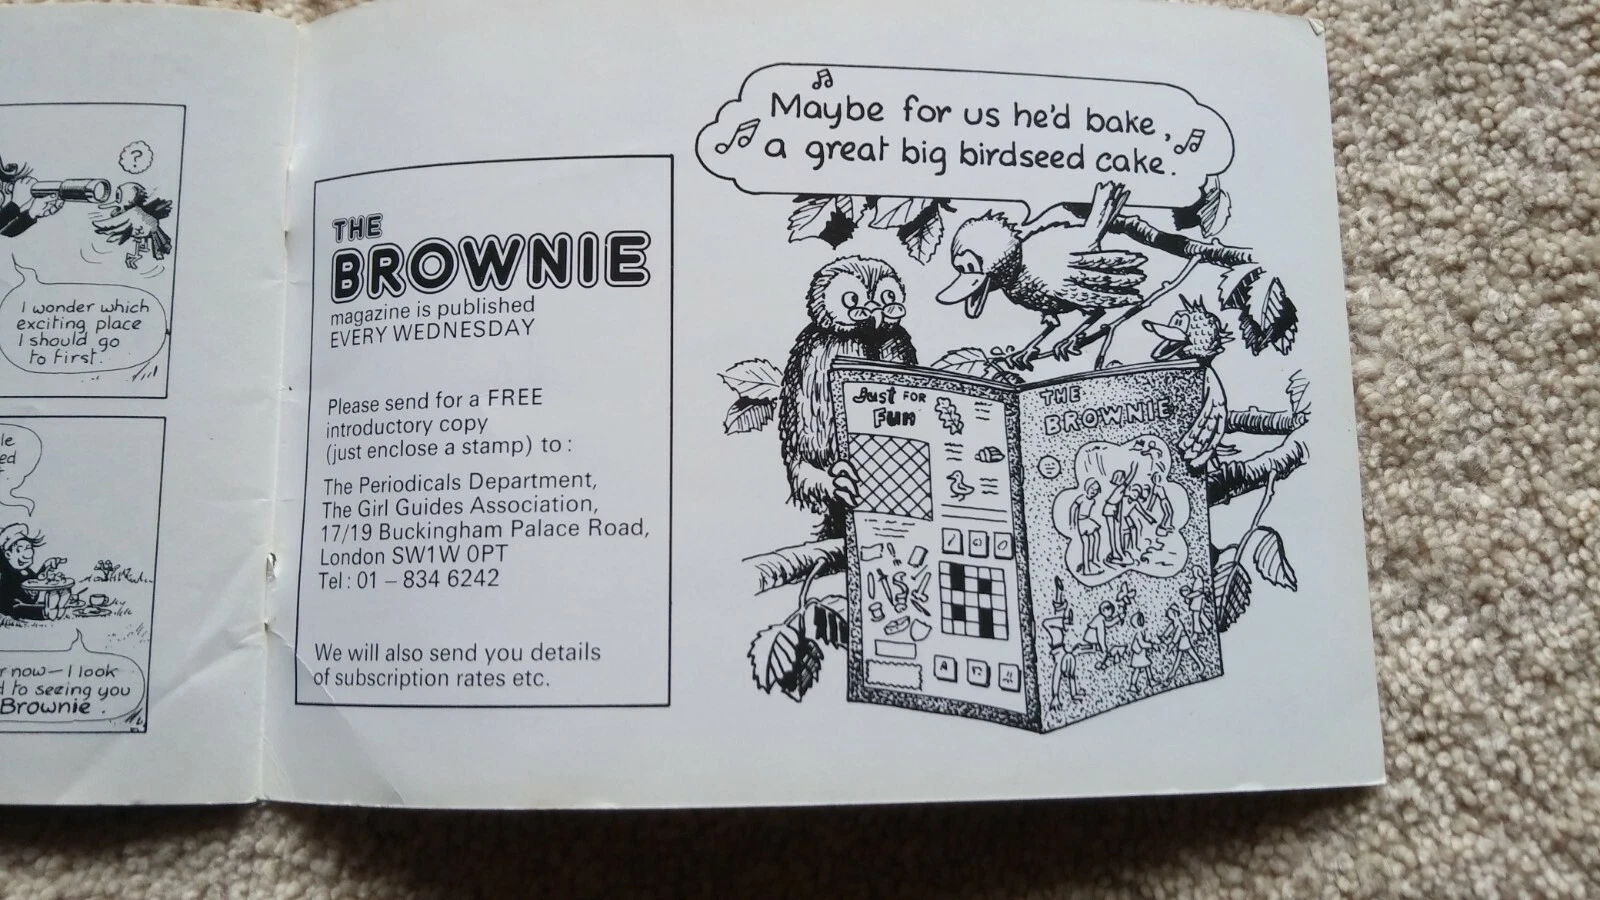 ?
I wonder which
exciting place
I should go
to first.
now — I look
to seeing you
Brownie.
THE
BROWNIE
magazine is published
EVERY WEDNESDAY
Please send for a FREE
introductory copy
(just enclose a stamp) to :
The Periodicals Department,
The Girl Guides Association,
17/19 Buckingham Palace Road,
London SW1W 0PT
Tel : 01 – 834 6242
We will also send you details
of subscription rates etc.
Maybe for us he'd bake,
a great big birdseed cake.
Just FOR
Fun
THE
BROWNIE